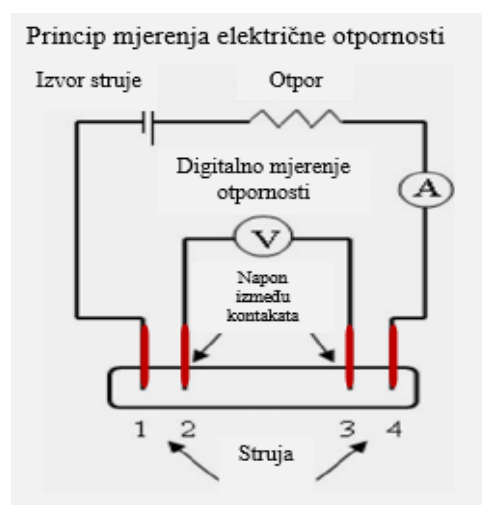 Princip mjerenja električne otpornosti
Izvor struje
Otpor
Digitalno mjerenje
otpornosti
A
V
Napon
između
kontakata
1 2 3 4
Struja